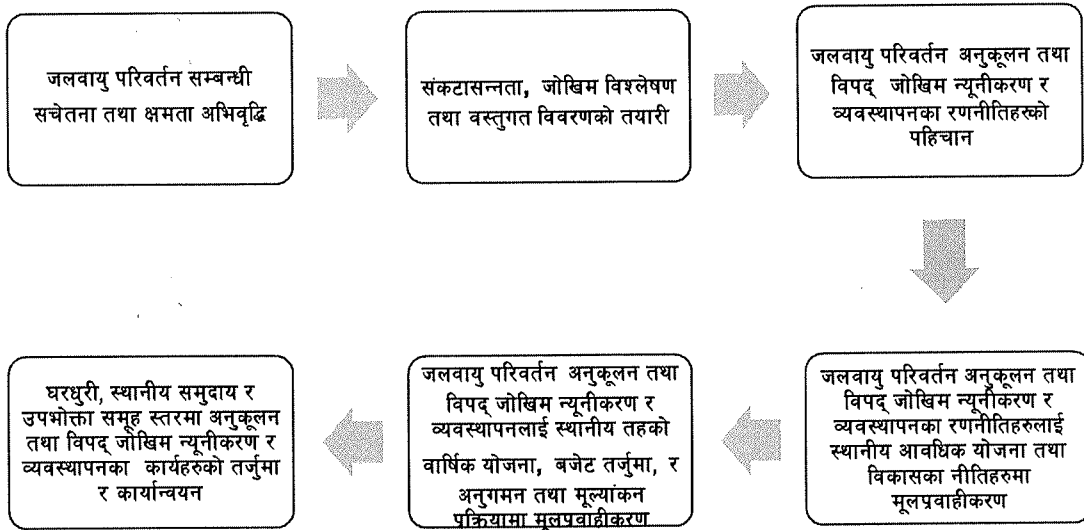 जलवायु परिवर्तन सम्बन्धी
सचेतना तथा क्षमता अभिवृद्धि
संकटासन्नता, जोखिम विश्लेषण
तथा वस्तुगत विवरणको तयारी
जलवायु परिवर्तन अनुकूलन तथा
विपद् जोखिम न्यूनीकरण र
व्यवस्थापनका रणनीतिहरुको
पहिचान
जलवायु परिवर्तन अनुकूलन तथा
विपद् जोखिम न्यूनीकरण र
व्यवस्थापनका रणनीतिहरुलाई
स्थानीय आवधिक योजना तथा
विकासका नीतिहरुमा
मूलप्रवाहीकरण
जलवायु परिवर्तन अनुकूलन तथा
विपद् जोखिम न्यूनीकरण र
व्यवस्थापनलाई स्थानीय तहको
वार्षिक योजना, बजेट तर्जुमा, र
अनुगमन तथा मूल्यांकन
प्रक्रियामा मूलप्रवाहीकरण
घरधुरी, स्थानीय समुदाय र
उपभोक्ता समूह स्तरमा अनुकूलन
तथा विपद् जोखिम न्यूनीकरण र
व्यवस्थापनका कार्यहरुको तर्जुमा
र कार्यान्वयन